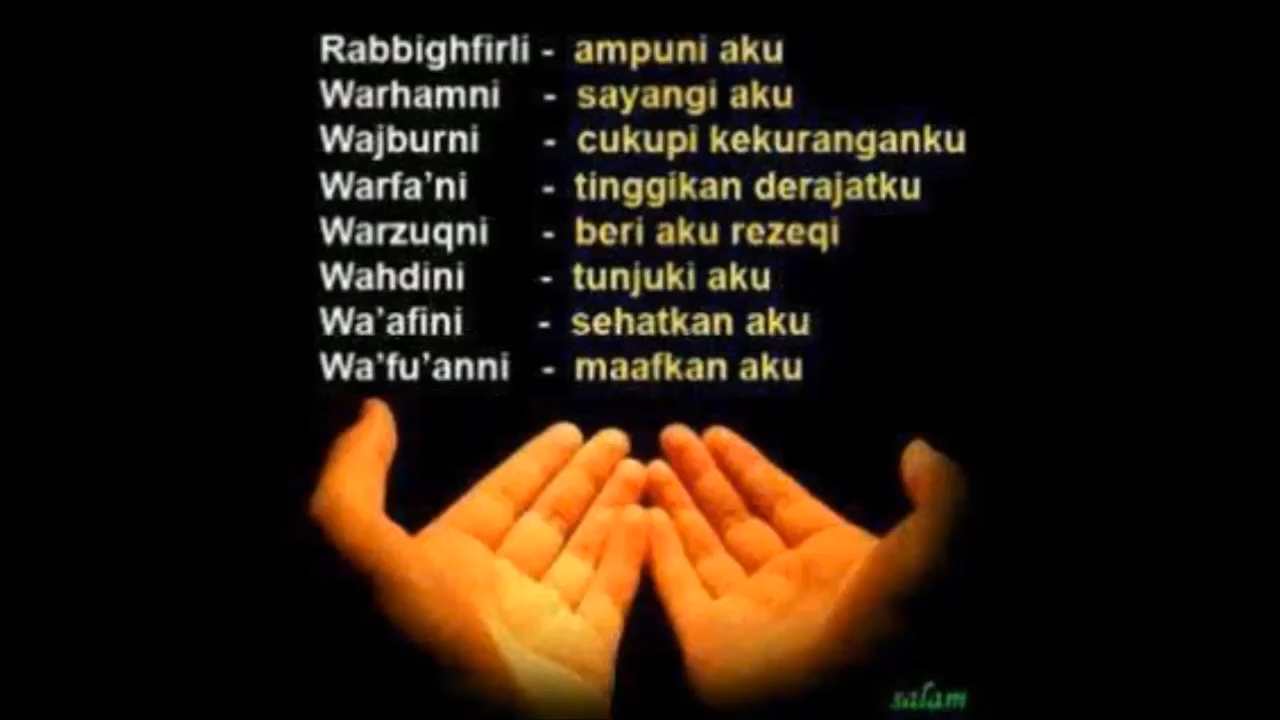 Rabbighfirli - ampuni aku
Warhamni - sayangi aku
Wajburni - cukupi kekuranganku
Warfa'ni - tinggikan derajatku
Warzuqni - beri aku rezeqi
Wahdini - tunjuki aku
Wa'afini - sehatkan aku
Wa'fu'anni - maafkan aku
salam